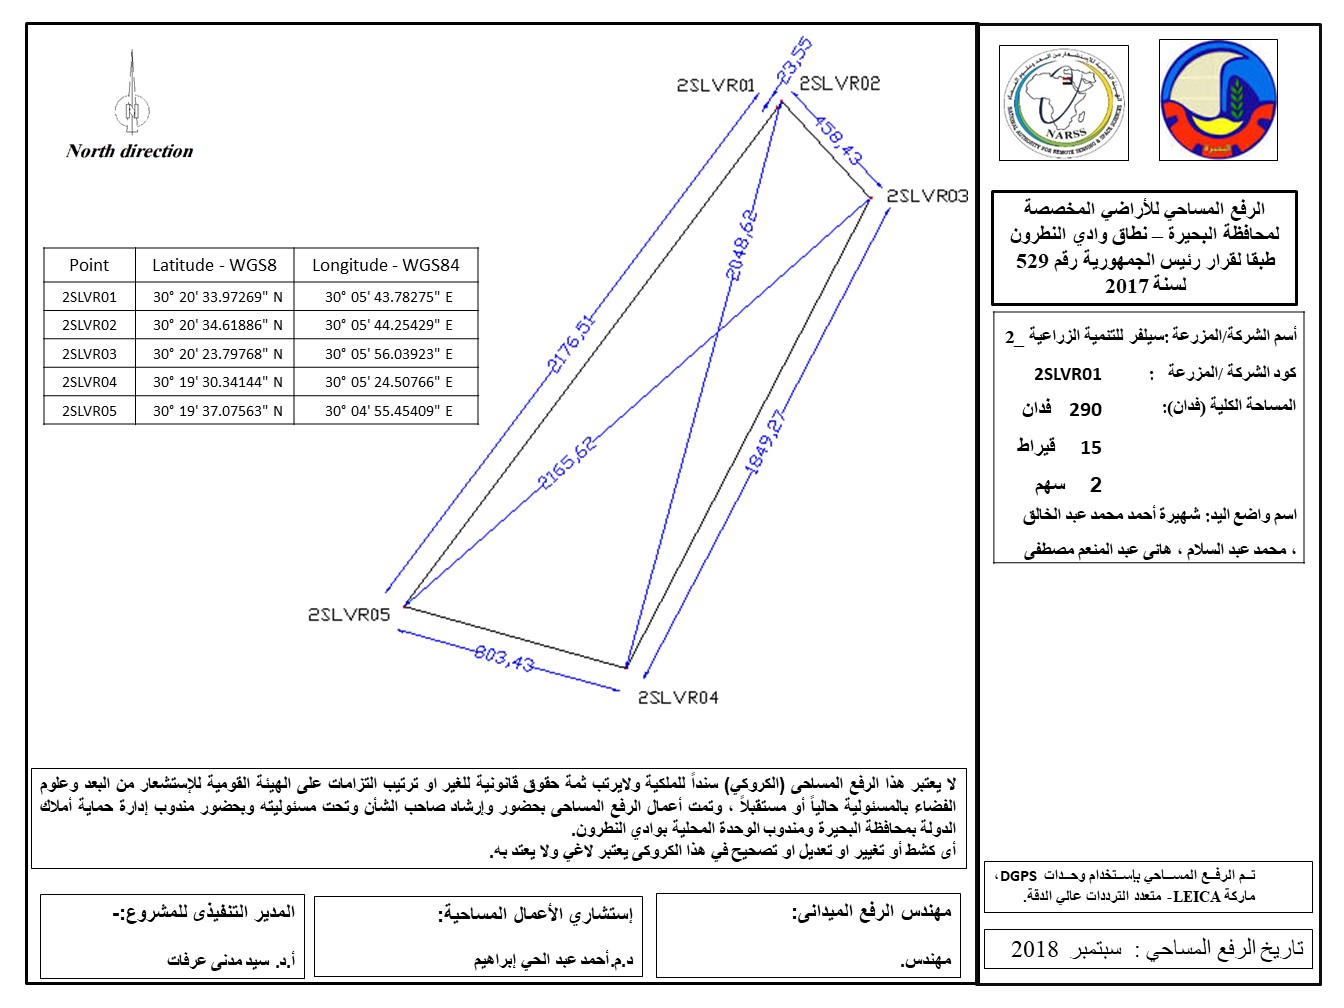 North direction
2SLVR01
23,55
2SLVR02
458,43
2SLVR03
2048,62
2176,51
2165,62
1849,27
2SLVR05
803,43
2SLVR04
Point Latitude - WGS8 Longitude - WGS84
2SLVR01 30° 20' 33.97269" N 30° 05' 43.78275" E
2SLVR02 30° 20' 34.61886" N 30° 05' 44.25429" E
2SLVR03 30° 20' 23.79768" N 30° 05' 56.03923" E
2SLVR04 30° 19' 30.34144" N 30° 05' 24.50766" E
2SLVR05 30° 19' 37.07563" N 30° 04' 55.45409" E
NARSS
NATIONAL AUTHORITY FOR REMOTE SENSING & SPACE SCIENCES
البحيرة
الرفع المساحي للأراضي المخصصة
لمحافظة البحيرة – نطاق وادي النطرون
طبقا لقرار رئيس الجمهورية رقم 529
لسنة 2017
أسم الشركة/المزرعة :سيلفر للتنمية الزراعية _2
كود الشركة /المزرعة : 2SLVR01
المساحة الكلية (فدان): 290 فدان
15 قيراط
2 سهم
اسم واضع اليد: شهيرة أحمد محمد عبد الخالق
، محمد عبد السلام ، هانى عبد المنعم مصطفى
لا يعتبر هذا الرفع المساحى (الكروكي) سنداً للملكية ولايرتب ثمة حقوق قانونية للغير او ترتيب التزامات على الهيئة القومية للإستشعار من البعد وعلوم
الفضاء بالمسئولية حالياً أو مستقبلاً ، وتمت أعمال الرفع المساحى بحضور وإرشاد صاحب الشأن وتحت مسئوليته وبحضور مندوب إدارة حماية أملاك
الدولة بمحافظة البحيرة ومندوب الوحدة المحلية بوادي النطرون.
أى كشط أو تغيير او تعديل او تصحيح في هذا الكروكى يعتبر لاغي ولا يعتد به.
تـم الرفـع المسـاحي بإسـتخدام وحـدات DGPS،
ماركة LEICA- متعدد الترددات عالي الدقة.
تاريخ الرفع المساحي : سبتمبر 2018
مهندس الرفع الميدانى:
مهندس.
إستشاري الأعمال المساحية:
د.م.أحمد عبد الحي إبراهيم
المدير التنفيذى للمشروع:-
أ.د. سيد مدنى عرفات